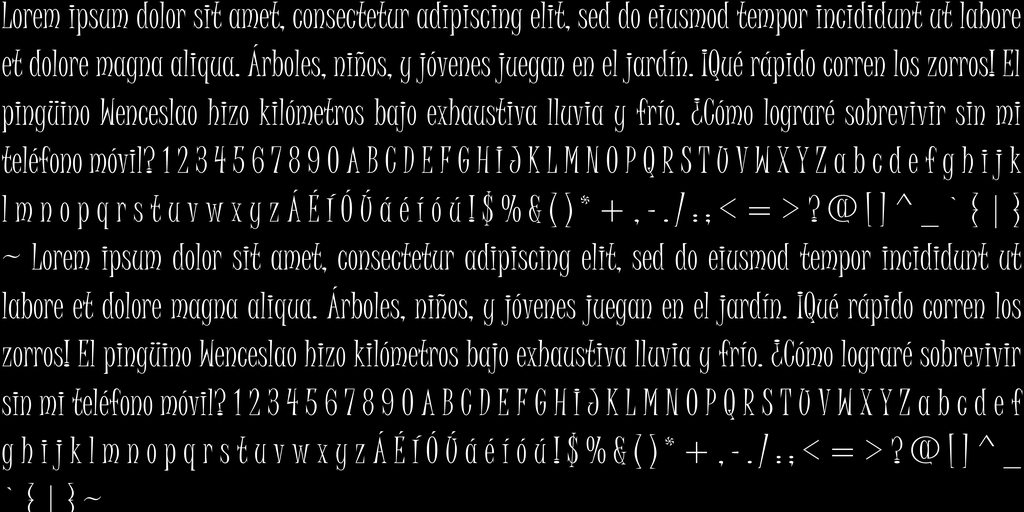 Lorem ipsum dolor sit amet, consectetur adipiscing elit, sed do eiusmod tempor incididunt ut labore
et dolore magna aliqua. Árboles, niños, y jóvenes juegan en el jardín. ¡Qué rápido corren los zorros! El
pingüino Wenceslao hizo kilómetros bajo exhaustiva lluvia y frío. ¿Cómo lograré sobrevivir sin mi
teléfono móvil? 1 2 3 4 5 6 7 8 9 0 A B C D E F G H I J K L M N O P Q R S T U V W X Y Z a b c d e f g h i j k
l m n o p q r s t u v w x y z Á É Í Ó Ú á é í ó ú ! $ % & ( ) * + , - . / : ; < = > ? @ [ ] ^ _ ` { | }
~ Lorem ipsum dolor sit amet, consectetur adipiscing elit, sed do eiusmod tempor incididunt ut
labore et dolore magna aliqua. Árboles, niños, y jóvenes juegan en el jardín. ¡Qué rápido corren los
zorros! El pingüino Wenceslao hizo kilómetros bajo exhaustiva lluvia y frío. ¿Cómo lograré sobrevivir
sin mi teléfono móvil? 1 2 3 4 5 6 7 8 9 0 A B C D E F G H I J K L M N O P Q R S T U V W X Y Z a b c d e f
g h i j k l m n o p q r s t u v w x y z Á É Í Ó Ú á é í ó ú ! $ % & ( ) * + , - . / : ; < = > ? @ [ ] ^ _
` { | } ~